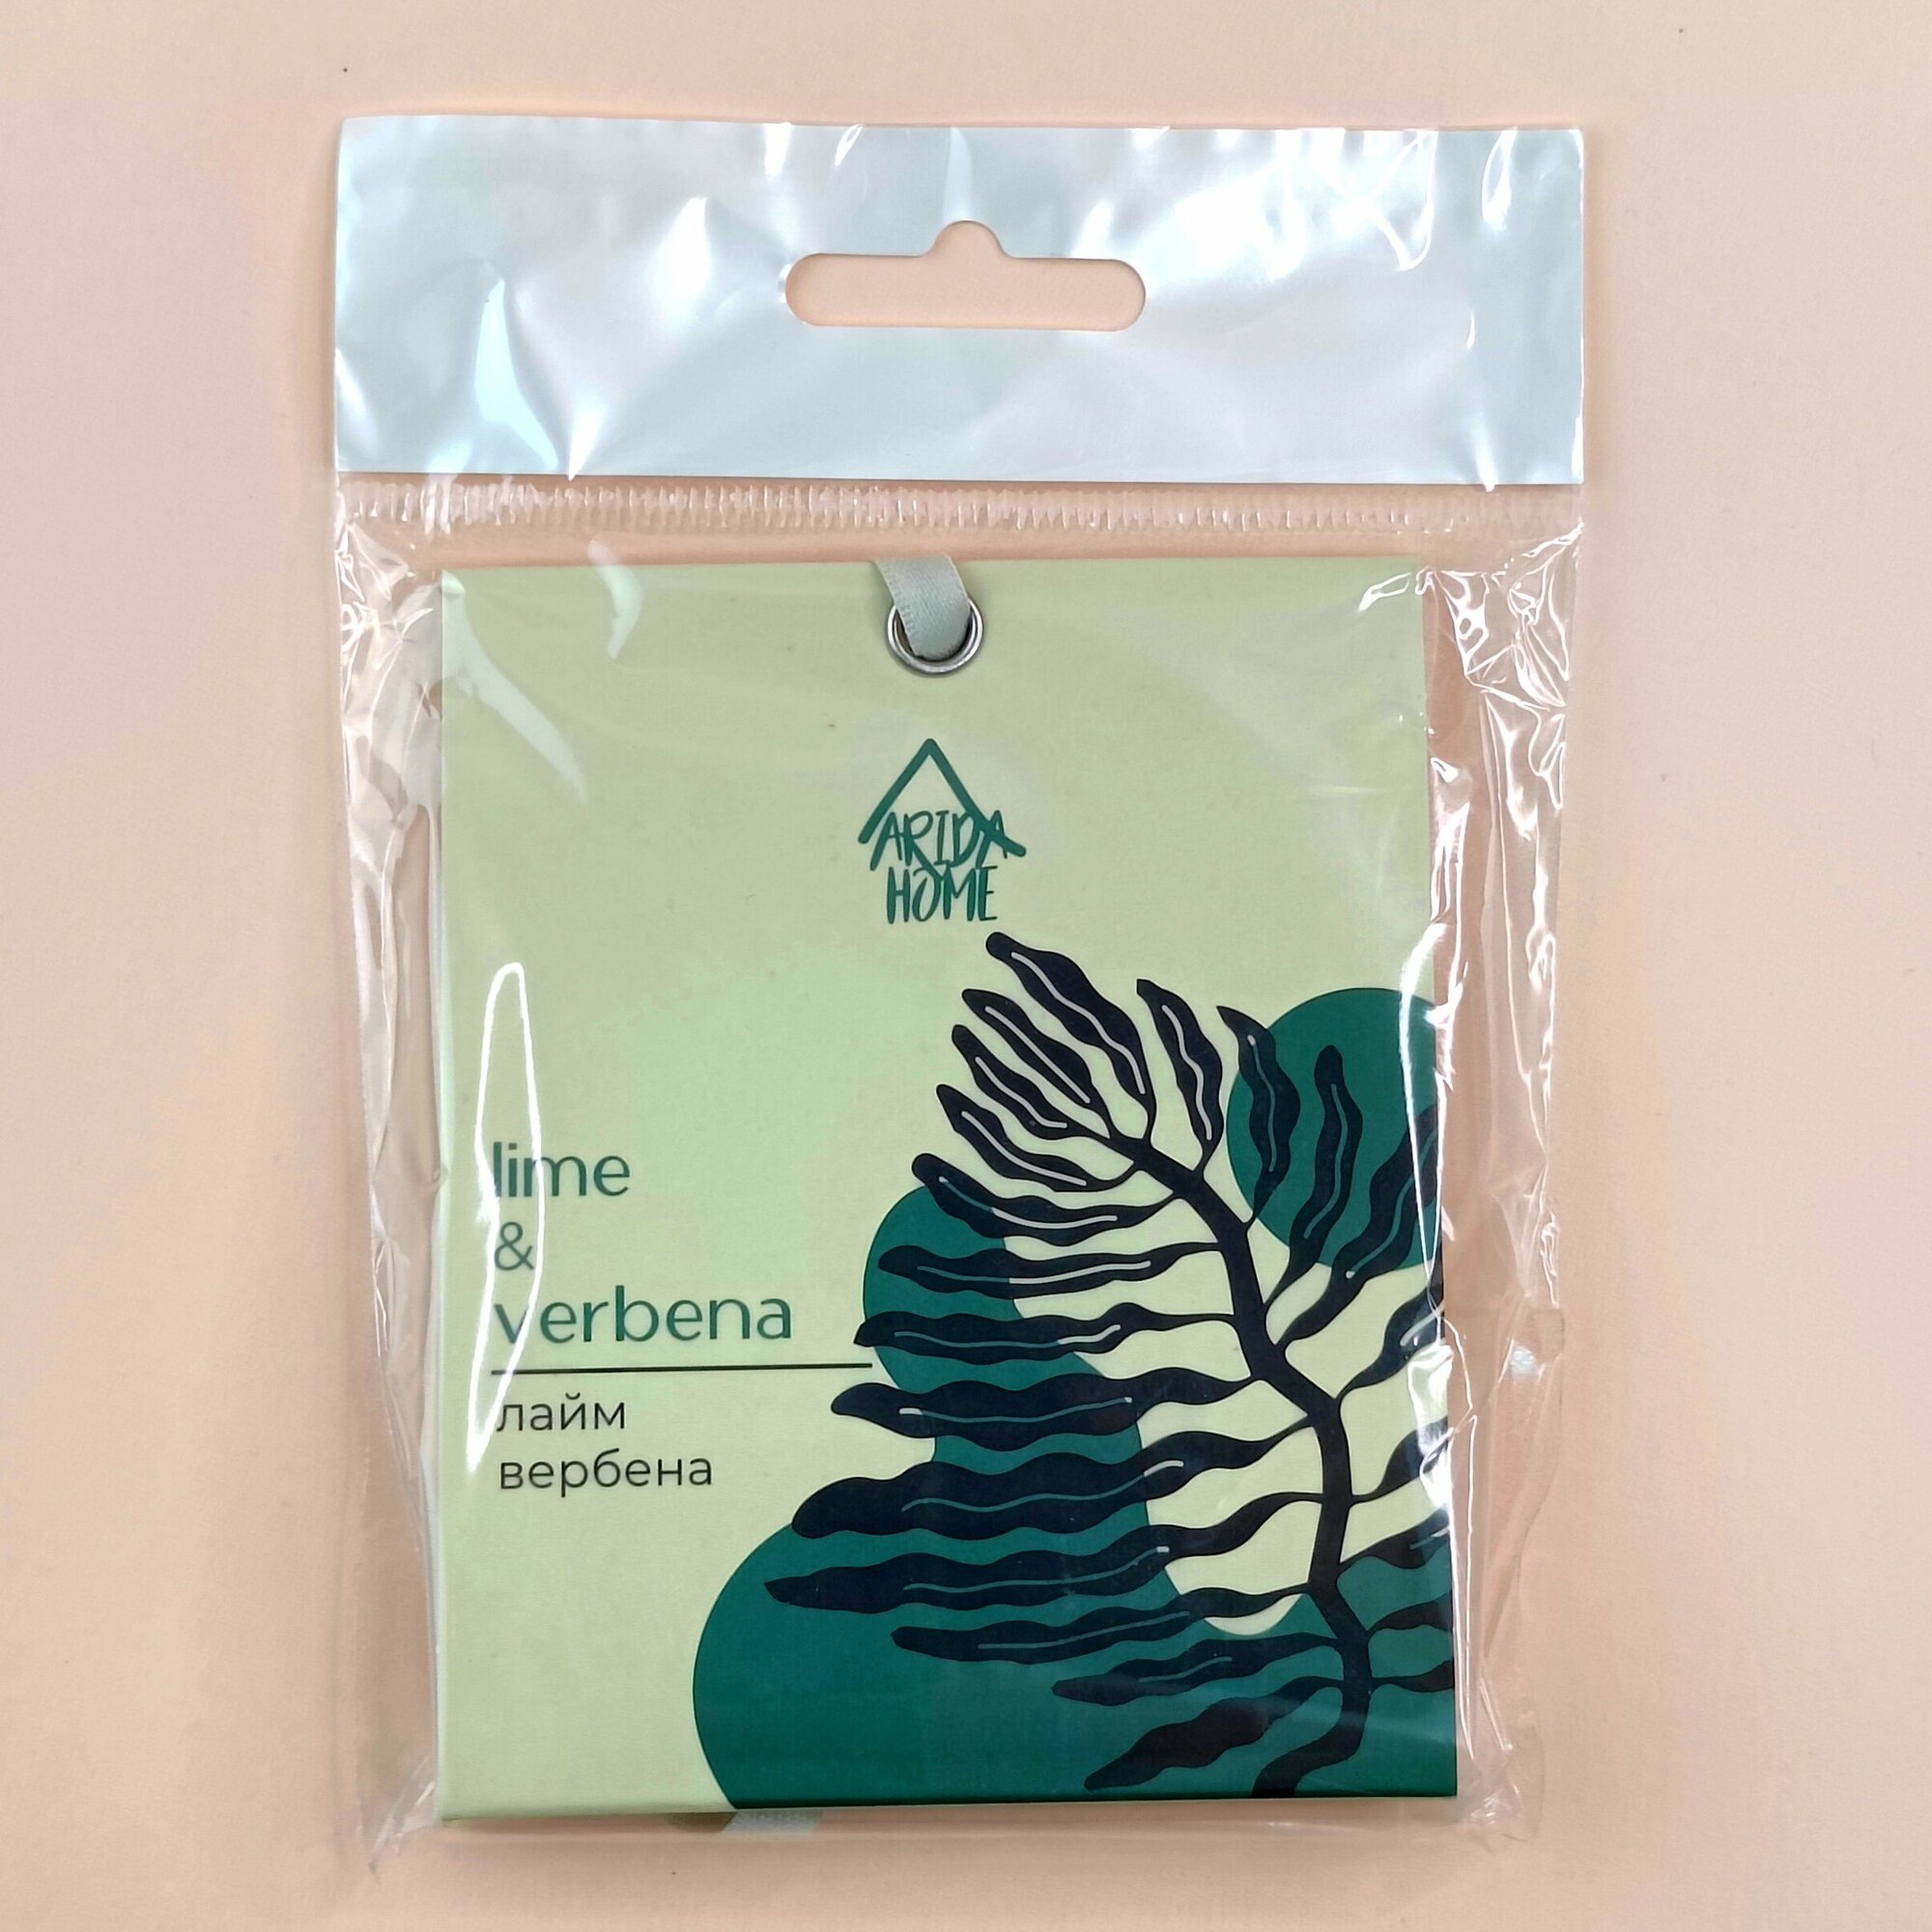 ARIDA
HOME
lime
&
verbena
лайм
вербена